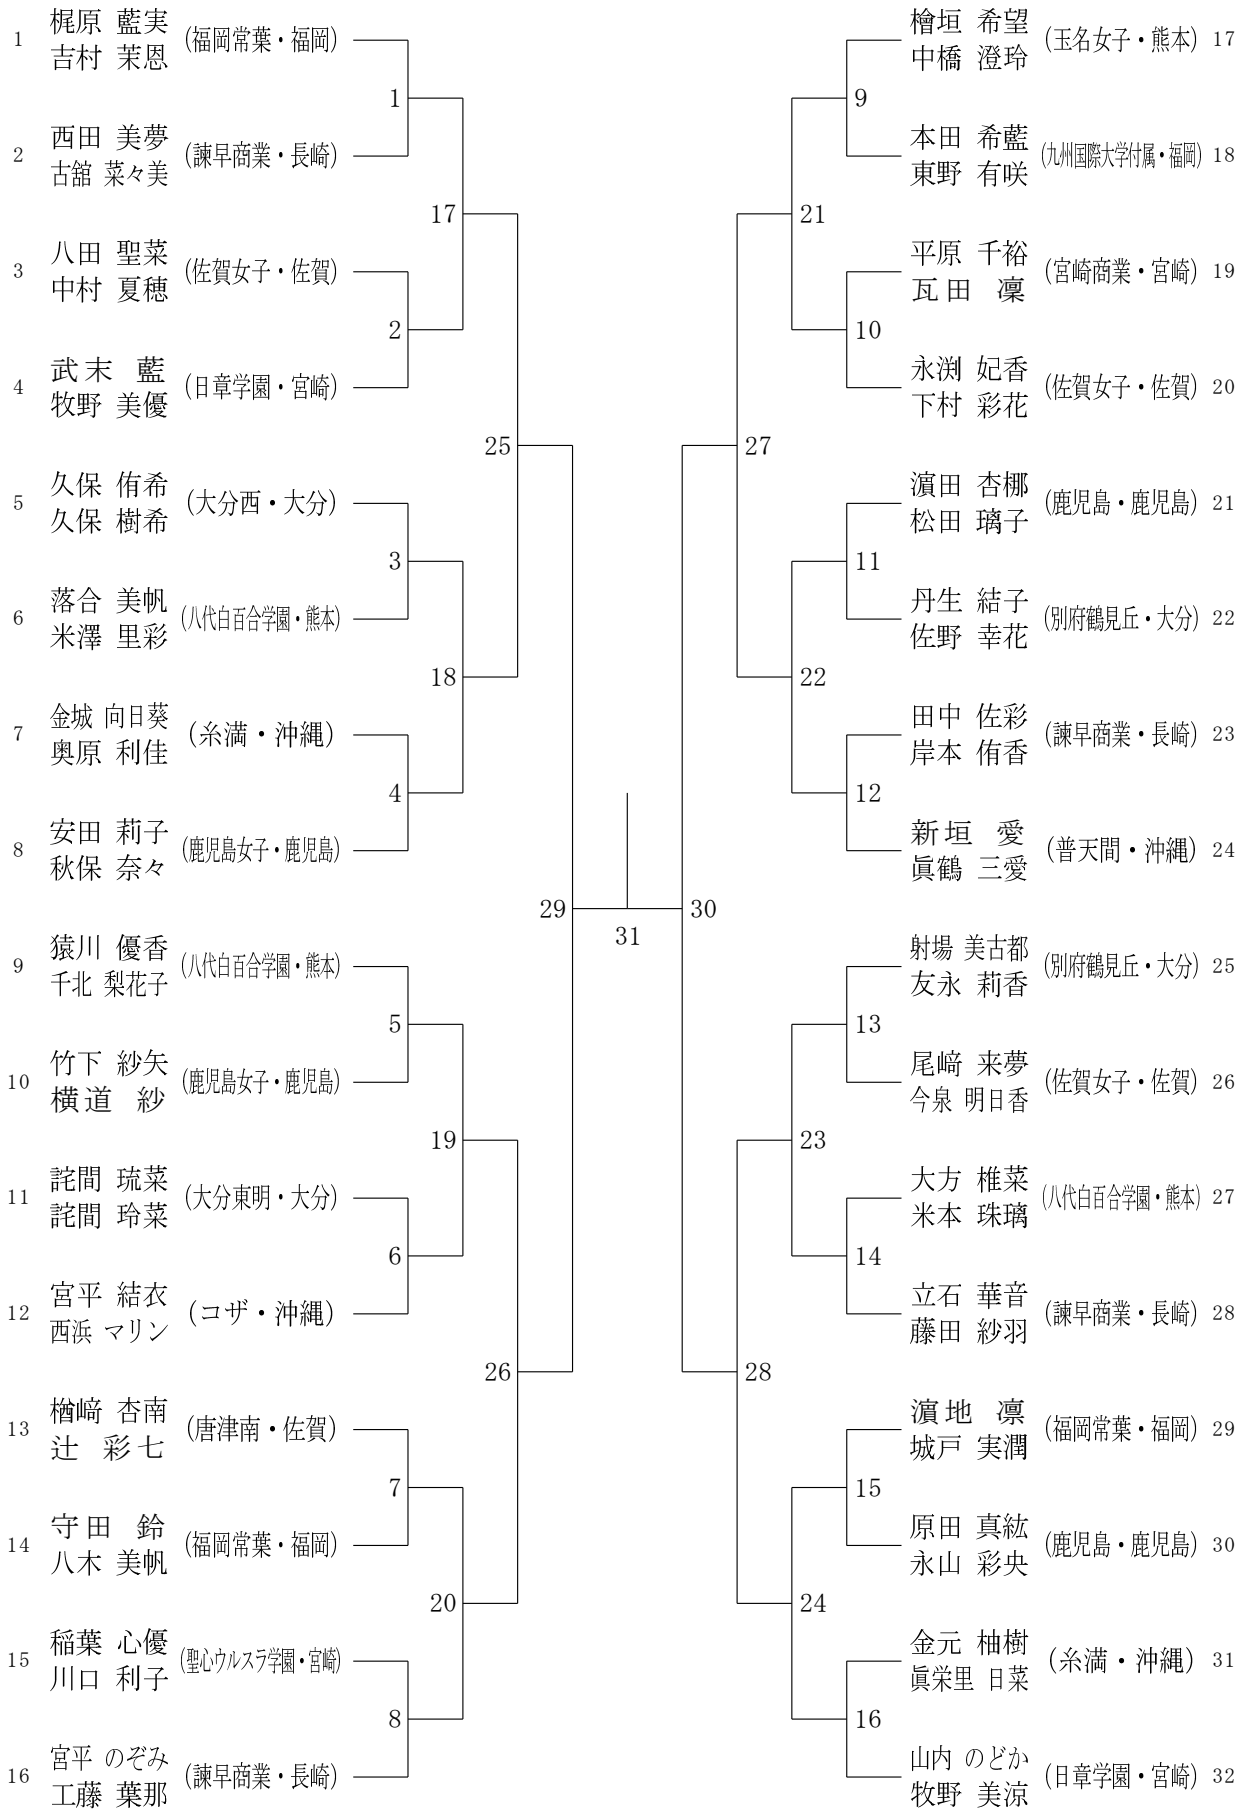 1 梶原 藍実 (福岡常葉・福岡)
吉村 茉恩
1
2 西田 美夢 (諫早商業・長崎)
古舘 菜々美
17
3 八田 聖菜 (佐賀女子・佐賀)
中村 夏穂
2
4 武末 藍 (日章学園・宮崎)
牧野 美優
25
5 久保 侑希 (大分西・大分)
久保 樹希
3
6 落合 美帆 (八代白百合学園・熊本)
米澤 里彩
18
7 金城 向日葵 (糸満・沖縄)
奥原 利佳
4
8 安田 莉子 (鹿児島女子・鹿児島)
秋保 奈々
29
9 猿川 優香 (八代白百合学園・熊本)
千北 梨花子
5
10 竹下 紗矢 (鹿児島女子・鹿児島)
横道 紗
19
11 詫間 琉菜 (大分東明・大分)
詫間 玲菜
6
12 宮平 結衣 (コザ・沖縄)
西浜 マリン
26
13 楢﨑 杏南 (唐津南・佐賀)
辻 彩七
7
14 守田 鈴 (福岡常葉・福岡)
八木 美帆
20
15 稲葉 心優 (聖心ウルスラ学園・宮崎)
川口 利子
8
16 宮平 のぞみ (諫早商業・長崎)
工藤 葉那
31
檜垣 希望 (玉名女子・熊本) 17
中橋 澄玲
9
本田 希藍 (九州国際大学付属・福岡) 18
東野 有咲
21
平原 千裕 (宮崎商業・宮崎) 19
瓦田 凜
10
永渕 妃香 (佐賀女子・佐賀) 20
下村 彩花
27
濵田 杏梛 (鹿児島・鹿児島) 21
松田 璃子
11
丹生 結子 (別府鶴見丘・大分) 22
佐野 幸花
22
田中 佐彩 (諫早商業・長崎) 23
岸本 侑香
12
新垣 愛 (普天間・沖縄) 24
眞鶴 三愛
30
射場 美古都 (別府鶴見丘・大分) 25
友永 莉香
13
尾﨑 来夢 (佐賀女子・佐賀) 26
今泉 明日香
23
大方 椎菜 (八代白百合学園・熊本) 27
米本 珠璃
14
立石 華音 (諫早商業・長崎) 28
藤田 紗羽
28
濵地 凛 (福岡常葉・福岡) 29
城戸 実潤
15
原田 真紘 (鹿児島・鹿児島) 30
永山 彩央
24
金元 柚樹 (糸満・沖縄) 31
眞栄里 日菜
16
山内 のどか (日章学園・宮崎) 32
牧野 美涼